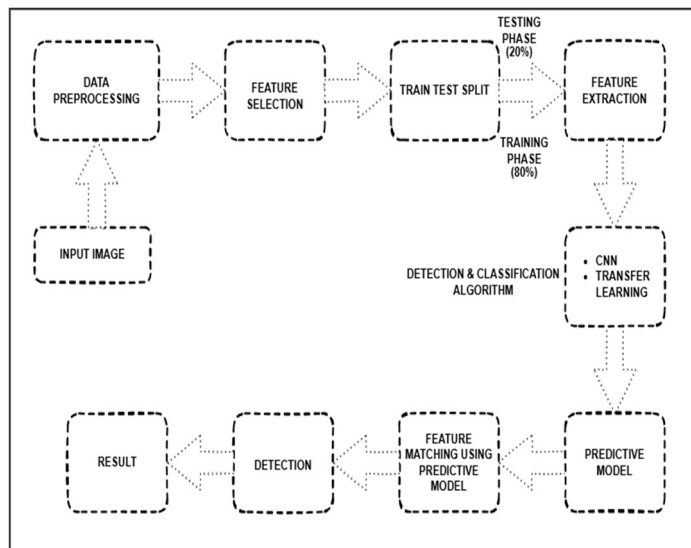 TESTING
PHASE
(20%)
DATA
PREPROCESSING
FEATURE
SELECTION
TRAIN TEST SPLIT
FEATURE
EXTRACTION
TRAINING
PHASE
(80%)
INPUT IMAGE
DETECTION & CLASSIFICATION
ALGORITHM
• CNN
• TRANSFER
LEARNING
RESULT
DETECTION
FEATURE
MATCHING USING
PREDICTIVE
MODEL
PREDICTIVE
MODEL